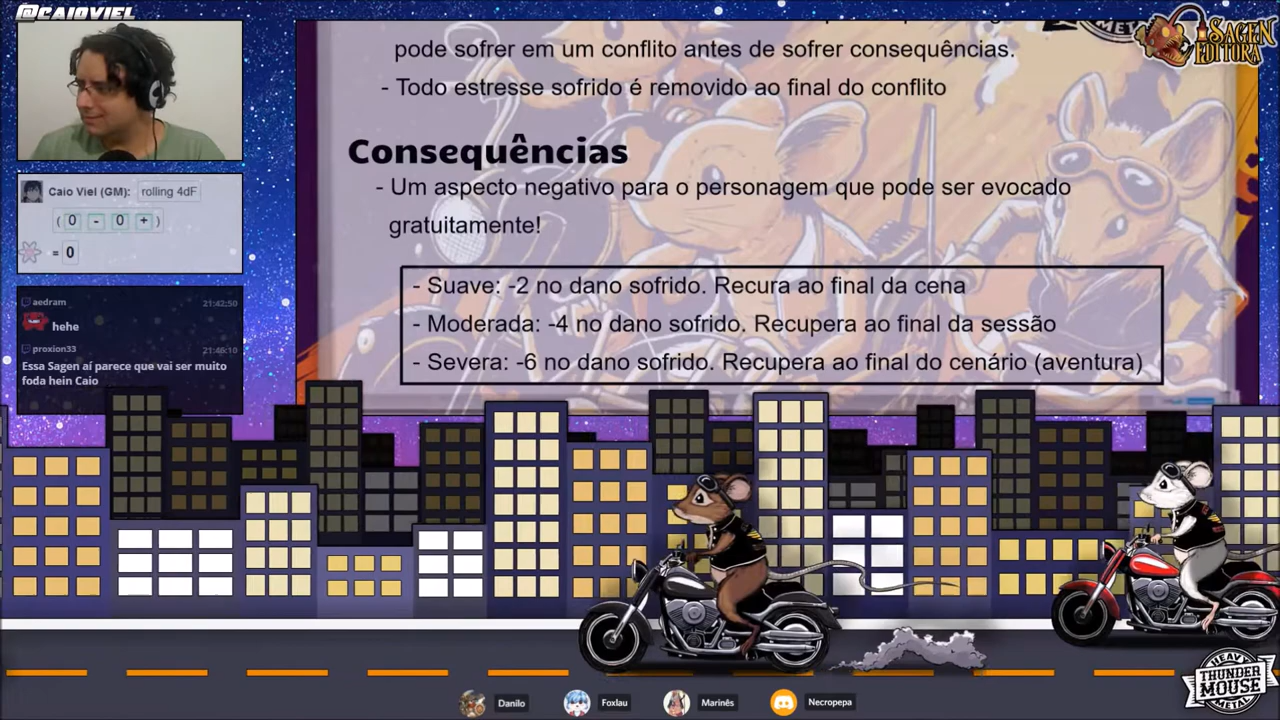 @CAIOVIEL
pode sofrer em um conflito antes de sofrer consequências.
- Todo estresse sofrido é removido ao final do conflito
SAGEN
EDITORA
Consequências
- Um aspecto negativo para o personagem que pode ser evocado
gratuitamente!
- Suave: -2 no dano sofrido. Recura ao final da cena
- Moderada: -4 no dano sofrido. Recupera ao final da sessão
- Severa: -6 no dano sofrido. Recupera ao final do cenário (aventura)
Caio Viel (GM): rolling 4dF
( 0 - 0 + )
= 0
aedram 21:42:50
hehe
proxion33 21:46:10
Essa Sagen aí parece que vai ser muito
foda hein Caio
HEAVY
THUNDER
MOUSE
METAL
Danilo Foxlau Marinês Necropepa